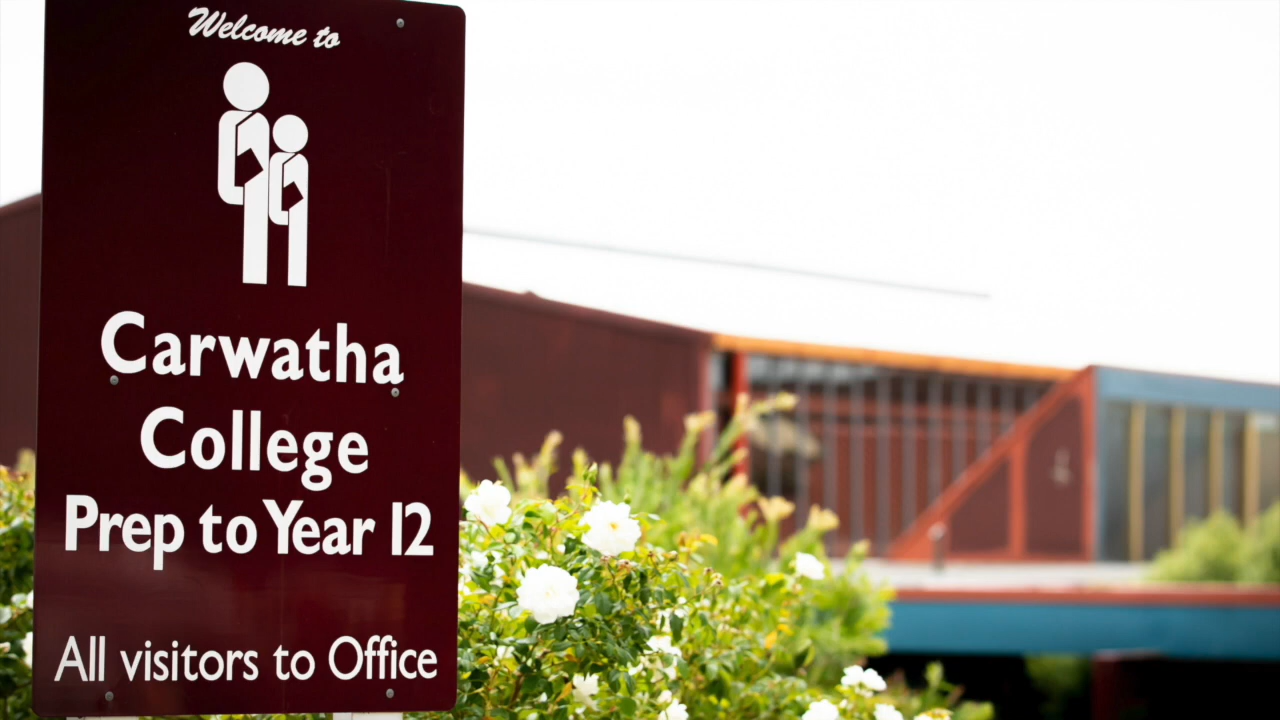 Welcome to
Carwatha
College
Prep to Year 12
All visitors to Office